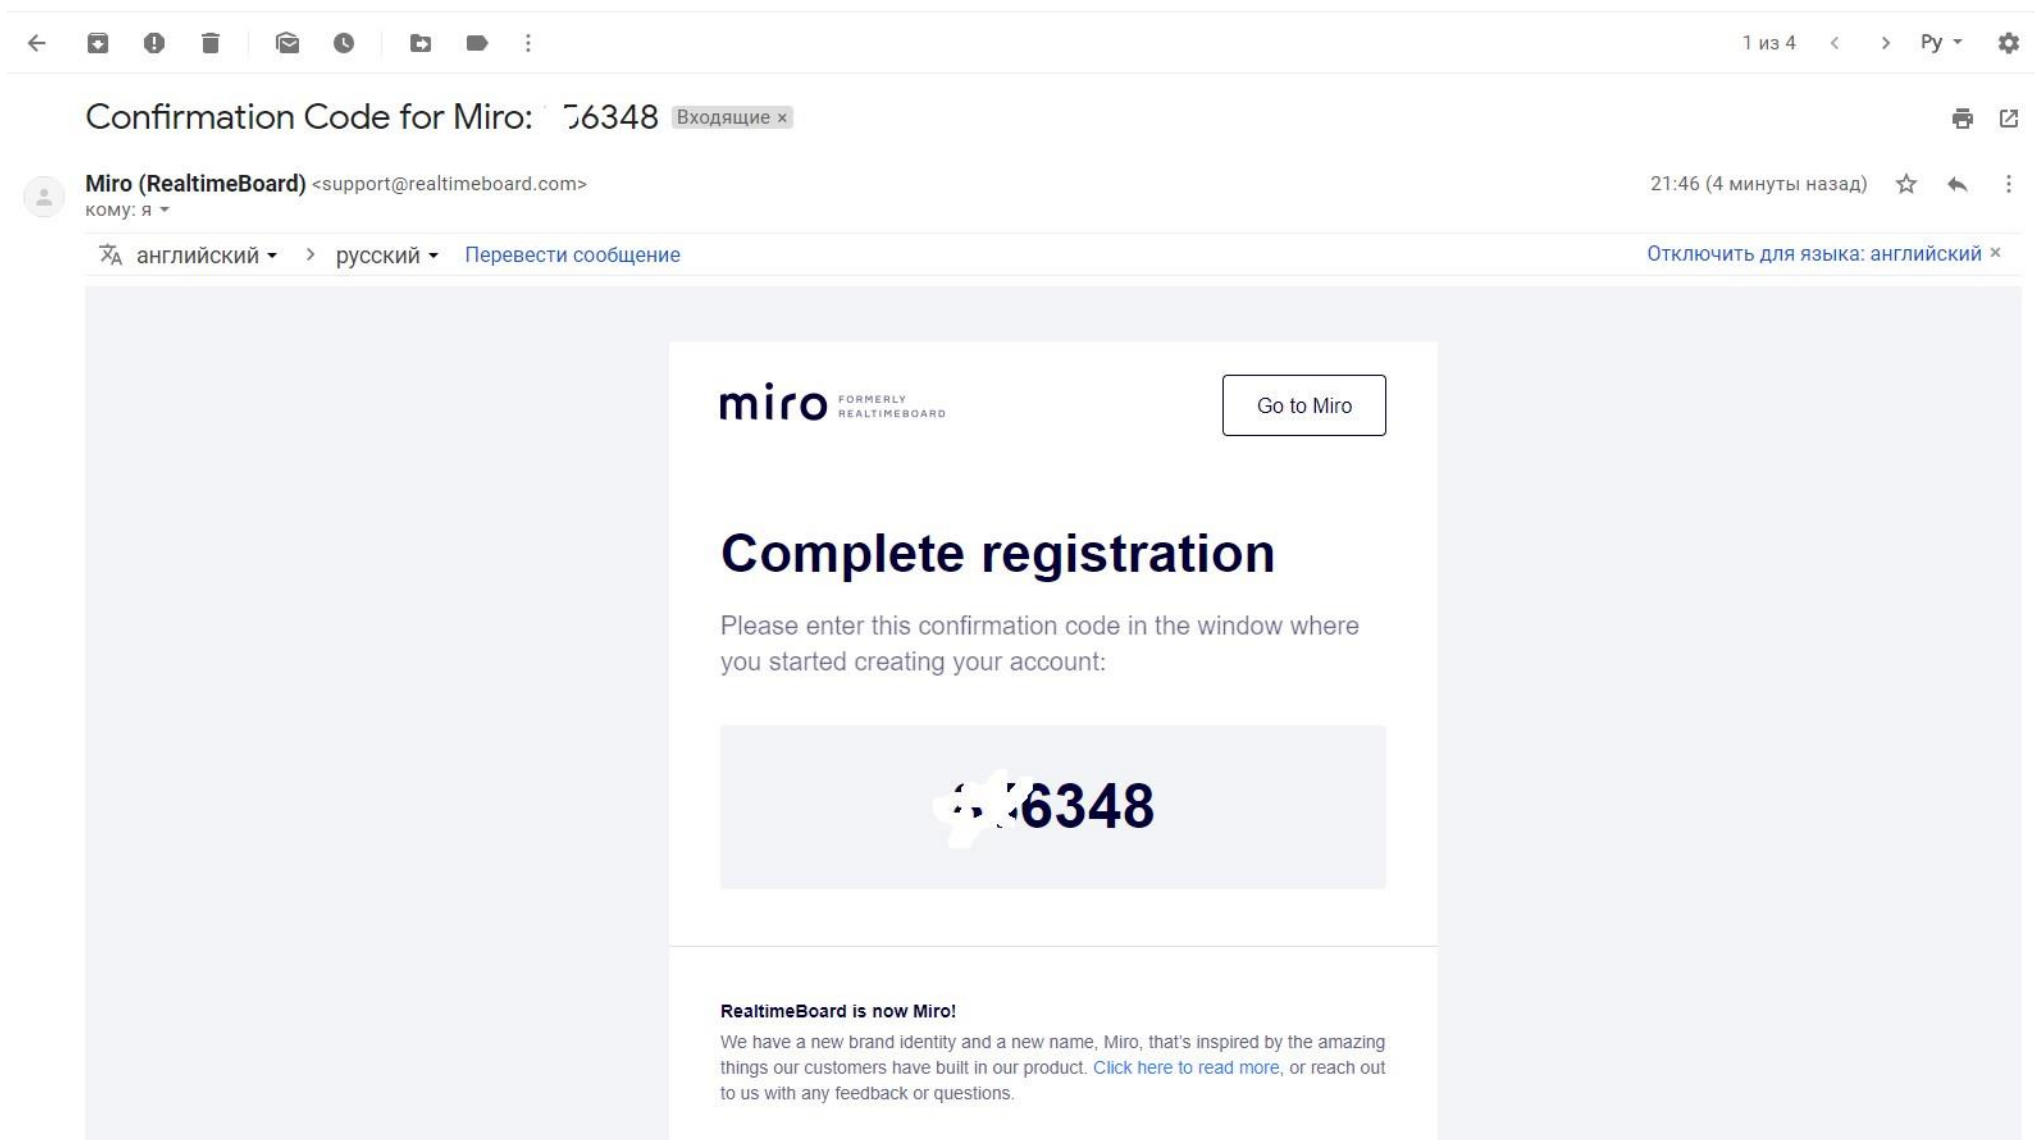 1 из 4
Ру
Confirmation Code for Miro: 6348 Входящие ×
Miro (RealtimeBoard) <support@realtimeboard.com>
21:46 (4 минуты назад)
кому: я
английский > русский Перевести сообщение
Отключить для языка: английский ×
miro FORMERLY
REALTIMEBOARD
Go to Miro
Complete registration
Please enter this confirmation code in the window where
you started creating your account:
6348
RealtimeBoard is now Miro!
We have a new brand identity and a new name, Miro, that's inspired by the amazing
things our customers have built in our product. Click here to read more, or reach out
to us with any feedback or questions.